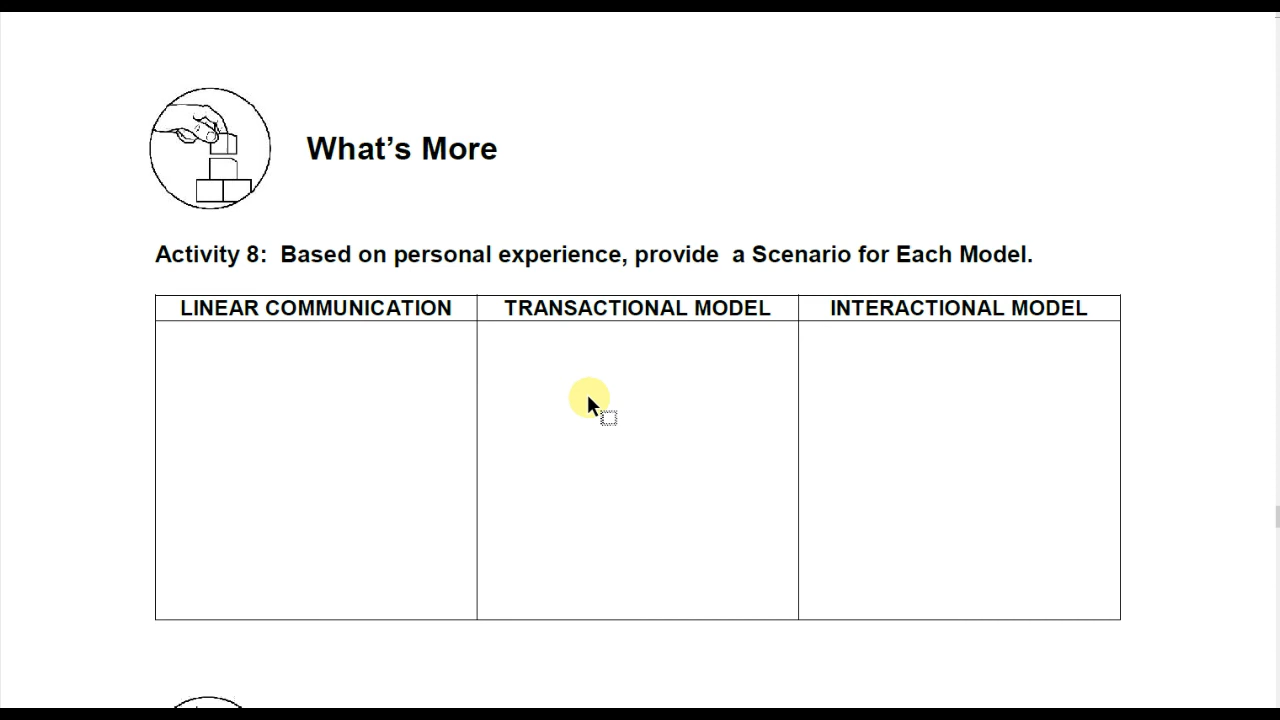 What’s More
Activity 8:  Based on personal experience, provide  a Scenario for Each Model.
LINEAR COMMUNICATION
TRANSACTIONAL MODEL
INTERACTIONAL MODEL